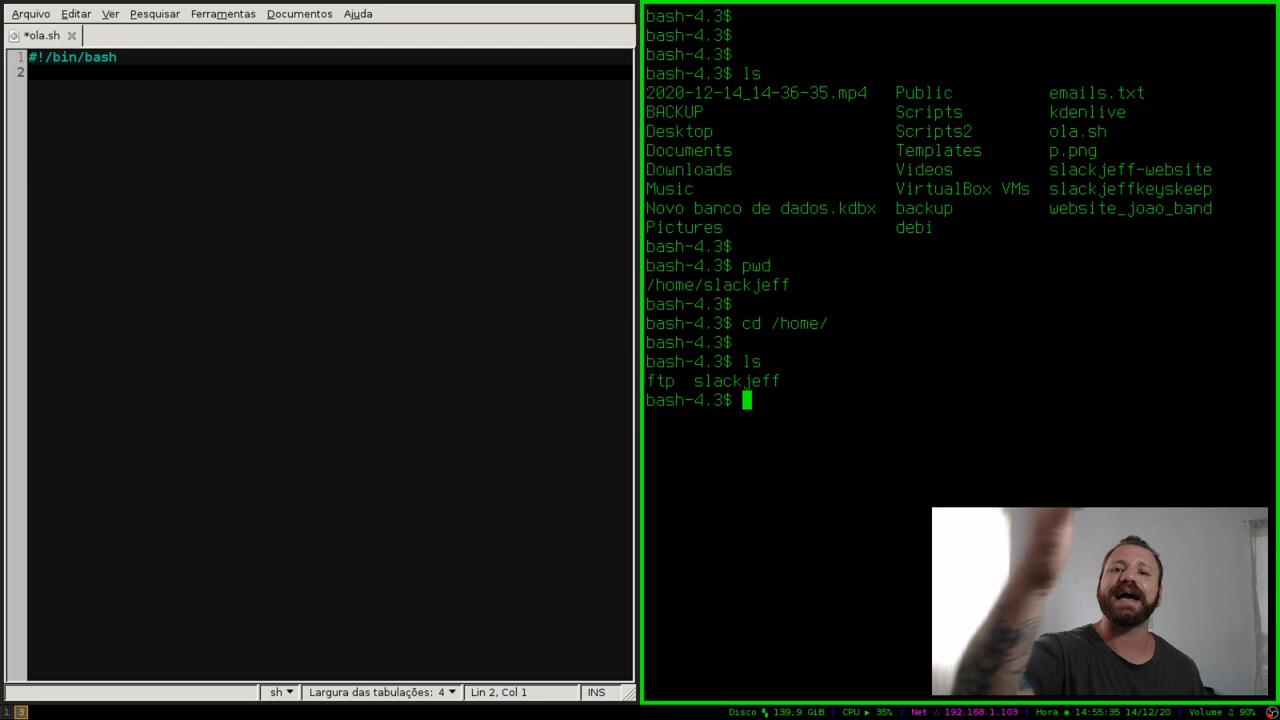 Arquivo Editar Ver Pesquisar Ferramentas Documentos Ajuda
*ola.sh
1 #!/bin/bash
2
sh Largura das tabulações: 4 Lin 2, Col 1 INS
bash-4.3$
bash-4.3$
bash-4.3$
bash-4.3$ ls
2020-12-14_14-36-35.mp4 Public emails.txt
BACKUP Scripts kdenlive
Desktop Scripts2 ola.sh
Documents Templates p.png
Downloads Videos slackjeff-website
Music VirtualBox VMs slackjeffkeyskeep
Novo banco de dados.kdbx backup website_joao_band
Pictures debi
bash-4.3$
bash-4.3$ pwd
/home/slackjeff
bash-4.3$
bash-4.3$ cd /home/
bash-4.3$
bash-4.3$ ls
ftp slackjeff
bash-4.3$
1 3 Disco 139,9 GiB | CPU 35% | Net 192.168.1.103 | Hora 14:55:35 14/12/20 | Volume 90%